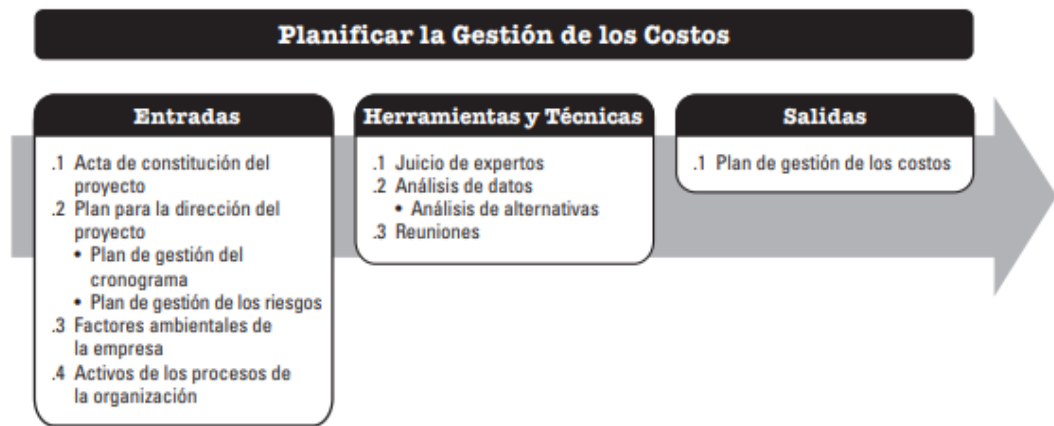 Planificar la Gestión de los Costos
Entradas
.1 Acta de constitución del
proyecto
.2 Plan para la dirección del
proyecto
• Plan de gestión del
cronograma
• Plan de gestión de los riesgos
.3 Factores ambientales de
la empresa
.4 Activos de los procesos de
la organización
Herramientas y Técnicas
.1 Juicio de expertos
.2 Análisis de datos
• Análisis de alternativas
.3 Reuniones
Salidas
.1 Plan de gestión de los costos